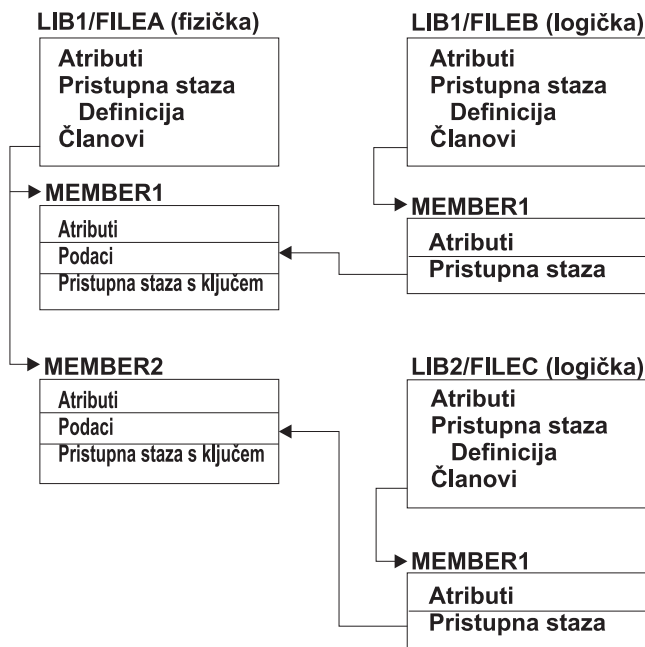 LIB1/FILEA (fizička)
Atributi
Pristupna staza
Definicija
Članovi
MEMBER1
Atributi
Podaci
Pristupna staza s ključem
MEMBER2
Atributi
Podaci
Pristupna staza s ključem
LIB1/FILEB (logička)
Atributi
Pristupna staza
Definicija
Članovi
MEMBER1
Atributi
Pristupna staza
LIB2/FILEC (logička)
Atributi
Pristupna staza
Definicija
Članovi
MEMBER1
Atributi
Pristupna staza